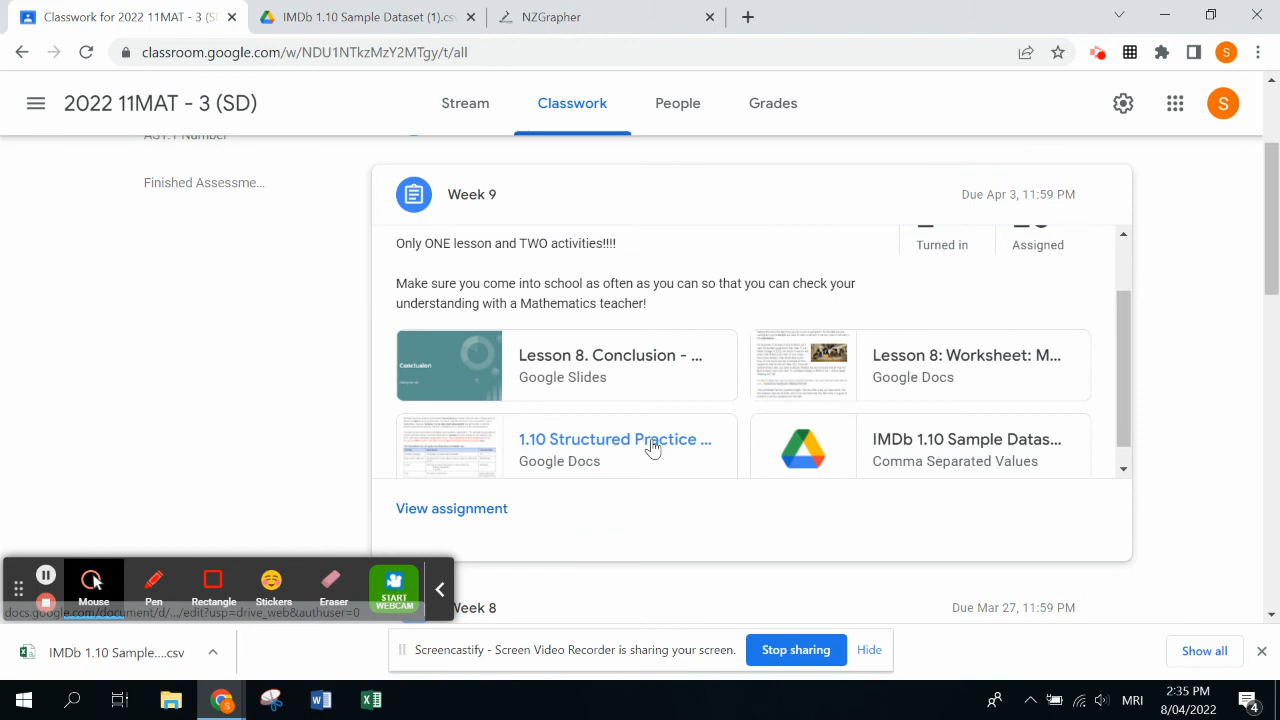 Classwork for 2022 11MAT - 3 (SD)
IMDb 1.10 Sample Dataset (1).csv
NZGrapher
classroom.google.com/w/NDU1NTkzMzY2MTgy/t/all
S
2022 11MAT - 3 (SD)
Stream
Classwork
People
Grades
S
AS1.1 Number
Finished Assessme...
Week 9
Due Apr 3, 11:59 PM
Only ONE lesson and TWO activities!!!!
Turned in
Assigned
Make sure you come into school as often as you can so that you can check your
understanding with a Mathematics teacher!
Conclusion
Lesson 8. Conclusion - ...
Google Slides
Lesson 8: Worksheet: M...
Google Docs
1.10 Structured Practice ...
Google Docs
IMDb 1.10 Sample Datas...
Comma Separated Values
View assignment
Mouse
Pen
Rectangle
Stickers
Eraser
START
WEBCAM
docs.google.com/document/d/.../edit?usp=drive_web&authuser=0
Week 8
Due Mar 27, 11:59 PM
IMDb 1.10 Sample....csv
Screencastify - Screen Video Recorder is sharing your screen.
Stop sharing
Hide
Show all
MRI
2:35 PM
8/04/2022
4